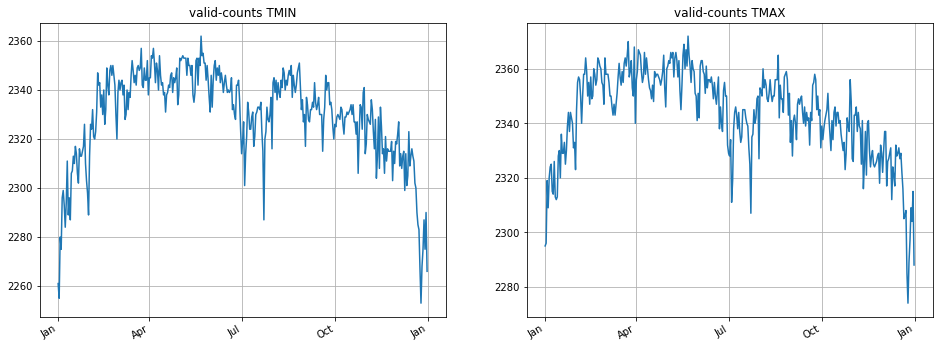 valid-counts TMIN
2360
2340
2320
2300
2280
2260
Jan
Apr
Jul
Oct
Jan
valid-counts TMAX
2360
2340
2320
2300
2280
Jan
Apr
Jul
Oct
Jan